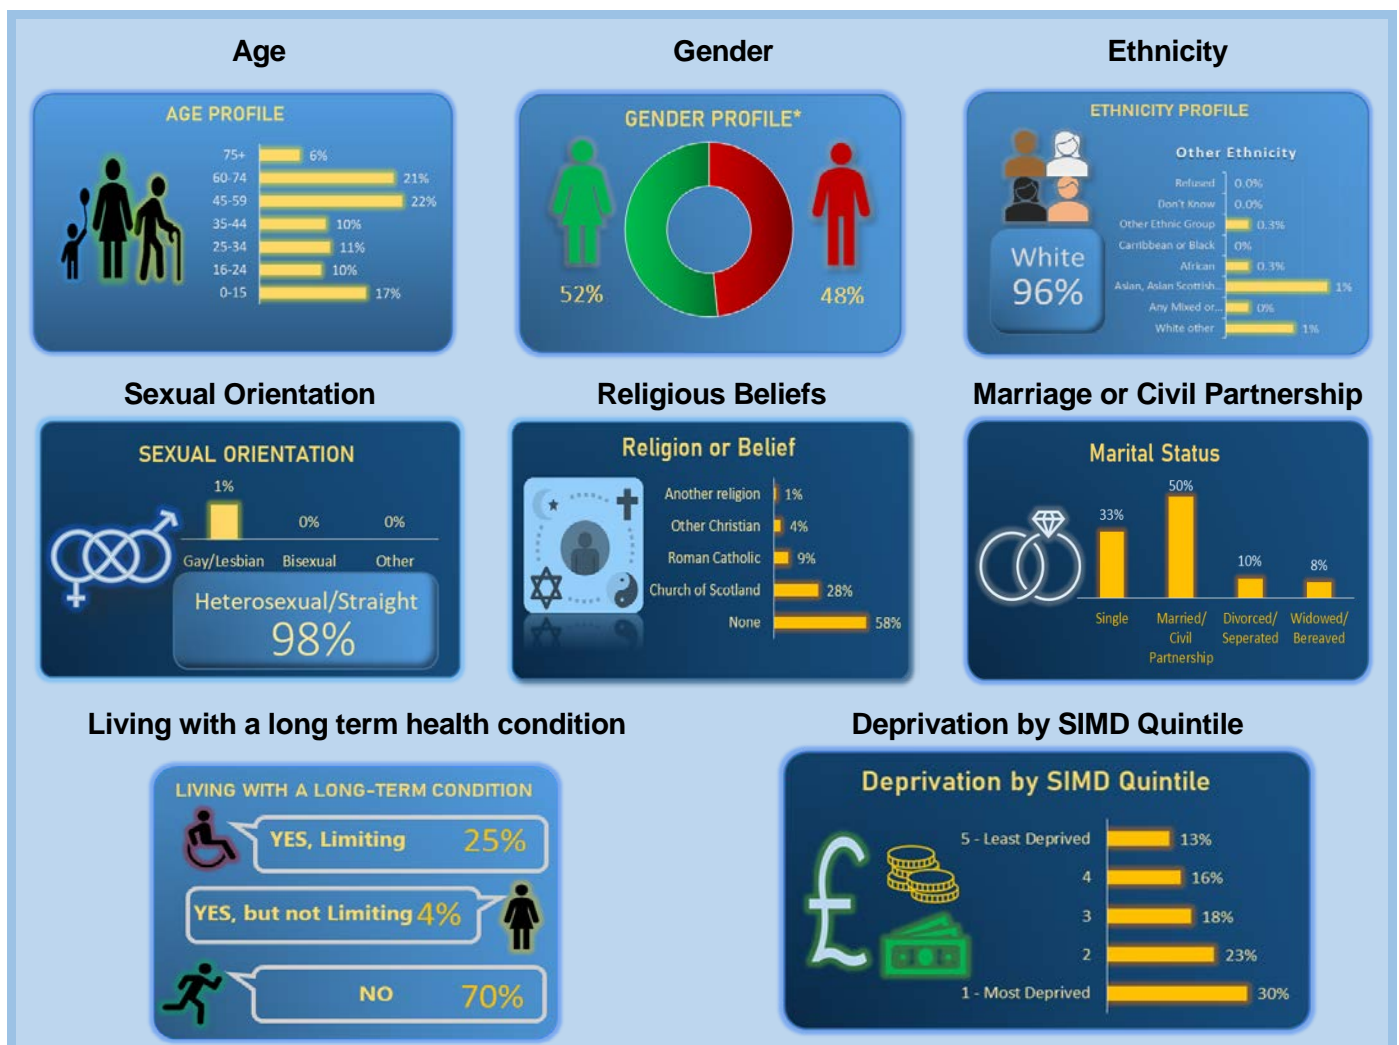 Age
Gender
Ethnicity
AGE PROFILE
75+ 6%
60-74 21%
45-59 22%
35-44 10%
25-34 11%
16-24 10%
0-15 17%
GENDER PROFILE*
52%
48%
ETHNICITY PROFILE
Other Ethnicity
Refused 0.0%
Don't Know 0.0%
Other Ethnic Group 0.3%
Carribbean or Black 0%
African 0.3%
Asian, Asian Scottish... 1%
Any Mixed or... 0%
White other 1%
White
96%
Sexual Orientation
Religious Beliefs
Marriage or Civil Partnership
SEXUAL ORIENTATION
1%
0%
0%
Gay/Lesbian Bisexual Other
Heterosexual/Straight
98%
Religion or Belief
Another religion 1%
Other Christian 4%
Roman Catholic 9%
Church of Scotland 28%
None 58%
Marital Status
33%
50%
10%
8%
Single
Married/
Civil
Partnership
Divorced/
Seperated
Widowed/
Bereaved
Living with a long term health condition
Deprivation by SIMD Quintile
LIVING WITH A LONG-TERM CONDITION
YES, Limiting 25%
YES, but not Limiting 4%
NO 70%
Deprivation by SIMD Quintile
£
5 - Least Deprived 13%
4 16%
3 18%
2 23%
1 - Most Deprived 30%